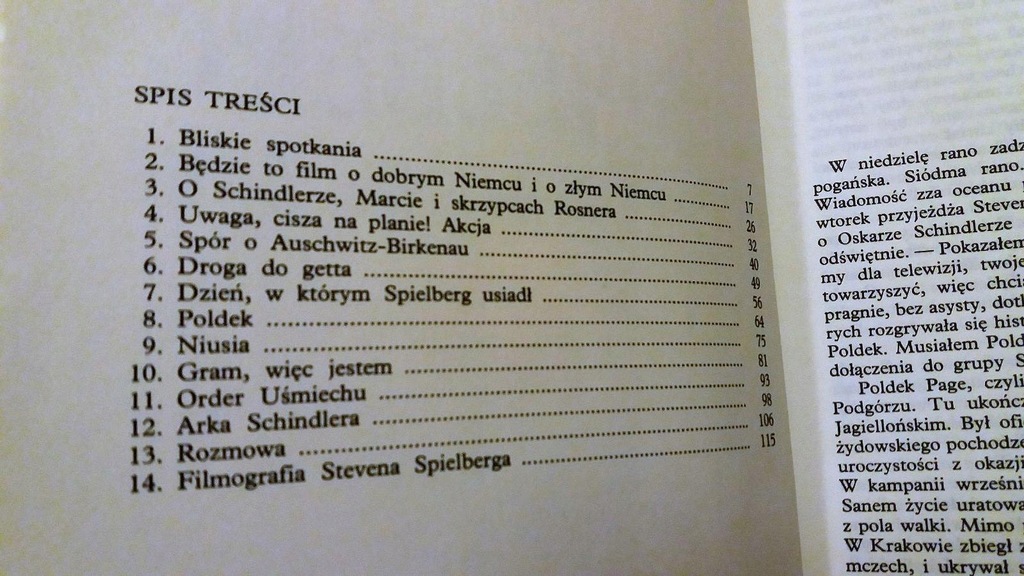 SPIS TREŚCI
1. Bliskie spotkania ........ 7
2. Będzie to film o dobrym Niemcu i o złym Niemcu ........ 17
3. O Schindlerze, Marcie i skrzypcach Rosnera ........ 26
4. Uwaga, cisza na planie! Akcja ........ 32
5. Spór o Auschwitz-Birkenau ........ 40
6. Droga do getta ........ 49
7. Dzień, w którym Spielberg usiadł ........ 56
8. Poldek ........ 64
9. Niusia ........ 75
10. Gram, więc jestem ........ 81
11. Order Uśmiechu ........ 93
12. Arka Schindlera ........ 98
13. Rozmowa ........ 106
14. Filmografia Stevena Spielberga ........ 115
W niedzielę rano
pogańska. Siódma rano.
Wiadomość zza oceanu
wtorek przyjeżdża
o Oskarze Schindlerze
odświętnie. — Pokazałem
my dla telewizji,
towarzyszyć, więc
pragnie, bez asysty,
rych rozgrywała się
Poldek. Musiałem
dołączenia do grupy
Poldek Page,
Podgórzu. Tu
Jagiellońskim. Był
żydowskiego
uroczystości z
W kampanii
Sanem życie
z pola walki. Mimo
W Krakowie zbiegł
mczech, i ukrywał